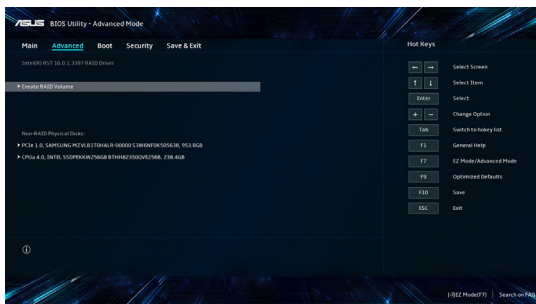 ASUS BIOS Utility - Advanced Mode
Main Advanced Boot Security Save & Exit
Hot Keys
Intel(R) RST 16.0.1.3397 RAID Driver
← → Select Screen
↑ ↓ Select Item
Create RAID Volume
Enter Select
+ - Change Option
Tab Switch to hokey list
Non-RAID Physical Disks:
PCIe 1.0, SAMSUNG MZVLB1T0HALR-00000 S3W6NF0K505638, 953.8GB
F1 General Help
CPUa 4.0, INTEL SSDPEKKW256G8 BTHH82350QVE256B, 238.4GB
F7 EZ Mode/Advanced Mode
F9 Optimized Defaults
F10 Save
ESC Exit
EZ Mode(F7) | Search on FAQ